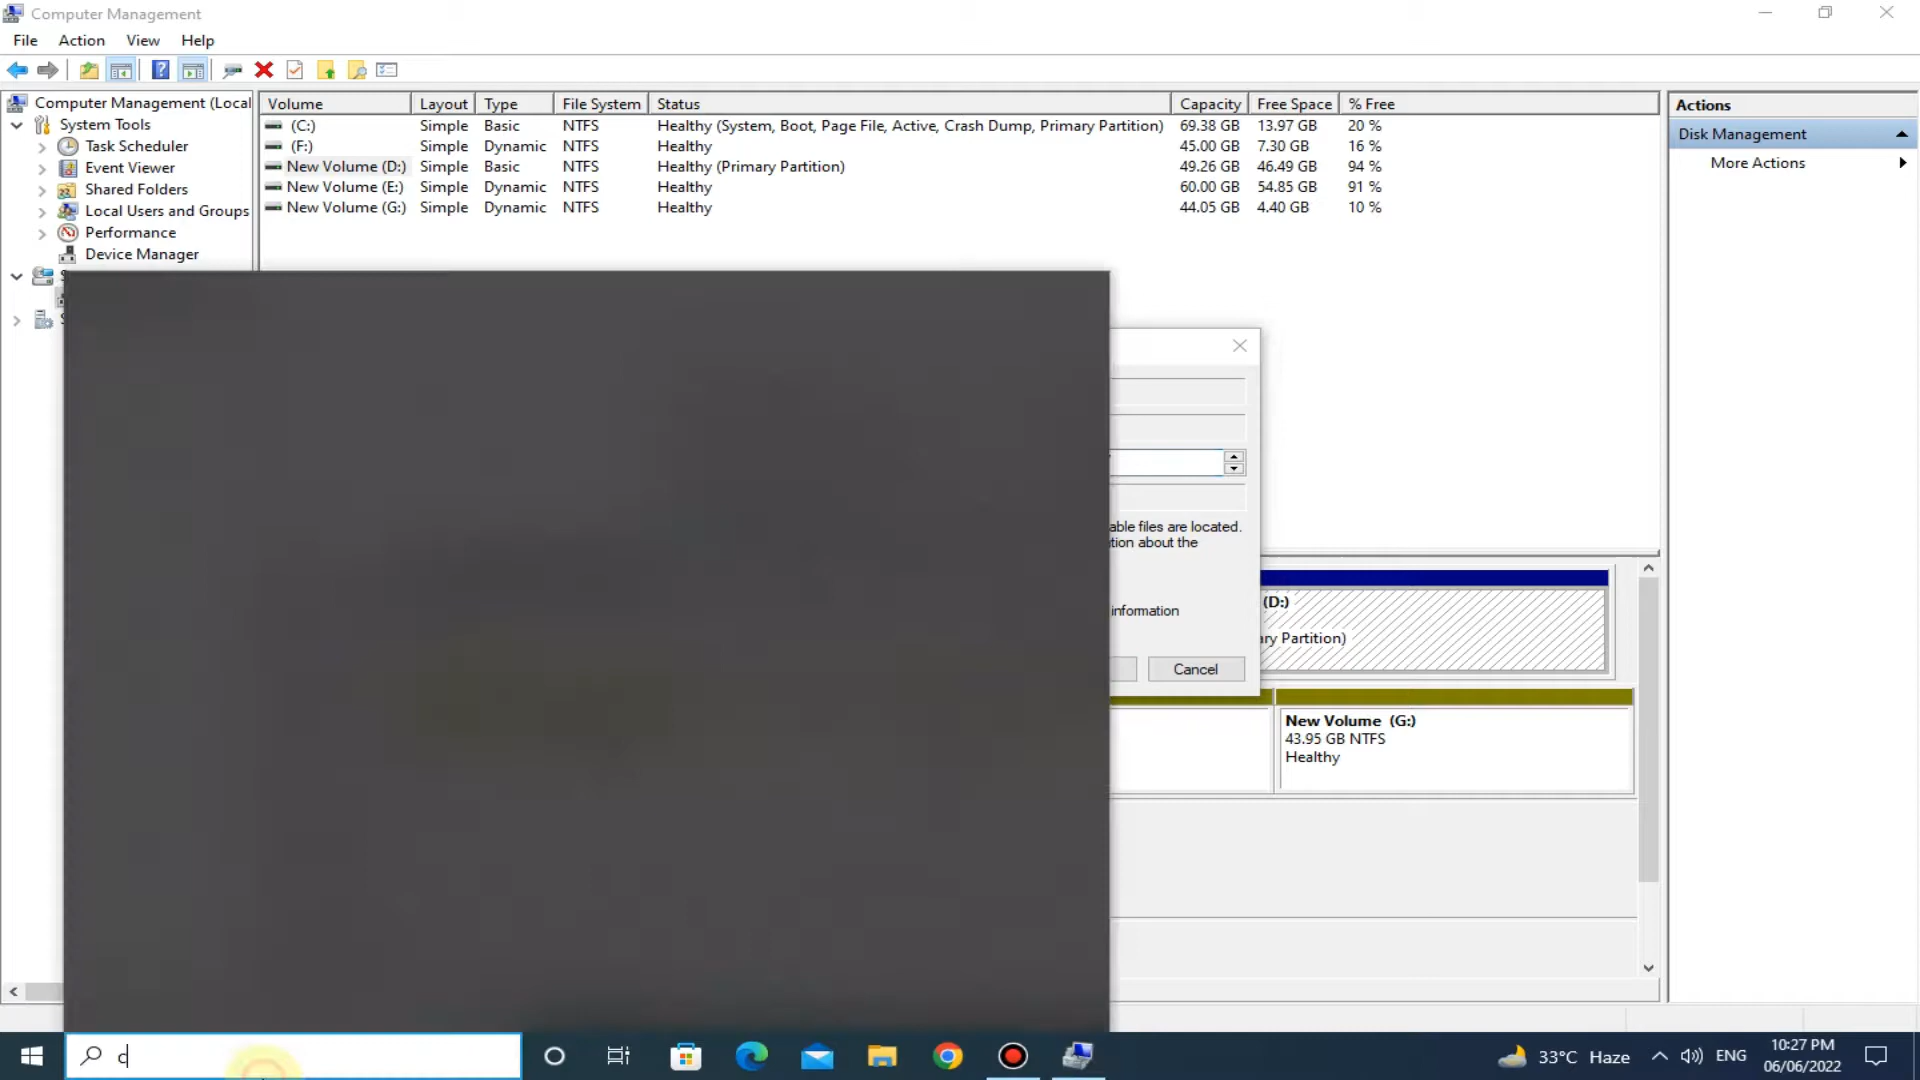 Computer Management
File Action View Help
Computer Management (Local
System Tools
Task Scheduler
Event Viewer
Shared Folders
Local Users and Groups
Performance
Device Manager
Volume Layout Type File System Status Capacity Free Space % Free
(C:) Simple Basic NTFS Healthy (System, Boot, Page File, Active, Crash Dump, Primary Partition) 69.38 GB 13.97 GB 20 %
(F:) Simple Dynamic NTFS Healthy 45.00 GB 7.30 GB 16 %
New Volume (D:) Simple Basic NTFS Healthy (Primary Partition) 49.26 GB 46.49 GB 94 %
New Volume (E:) Simple Dynamic NTFS Healthy 60.00 GB 54.85 GB 91 %
New Volume (G:) Simple Dynamic NTFS Healthy 44.05 GB 4.40 GB 10 %
Actions
Disk Management
More Actions
able files are located.
about the
information
Cancel
(D:)
Partition)
New Volume (G:)
43.95 GB NTFS
Healthy
c
33°C Haze
ENG
10:27 PM
06/06/2022